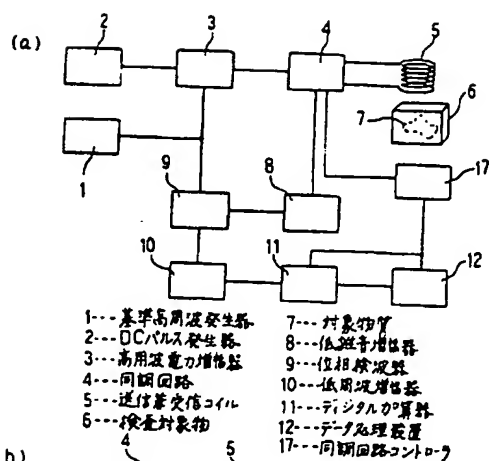 (a)
2
3
4
5
6
7
1
9
8
17
10
11
12
1---基準高周波発生器
2---DCパルス発生器
3---高周波電力増幅器
4---同調回路
5---送信兼受信コイル
6---検査対象物
7---対象物質
8---低雑音増幅器
9---位相検波器
10---低周波増幅器
11---ディジタル加算器
12---データ処理装置
17---同調回路コントローラ
b)
4
5